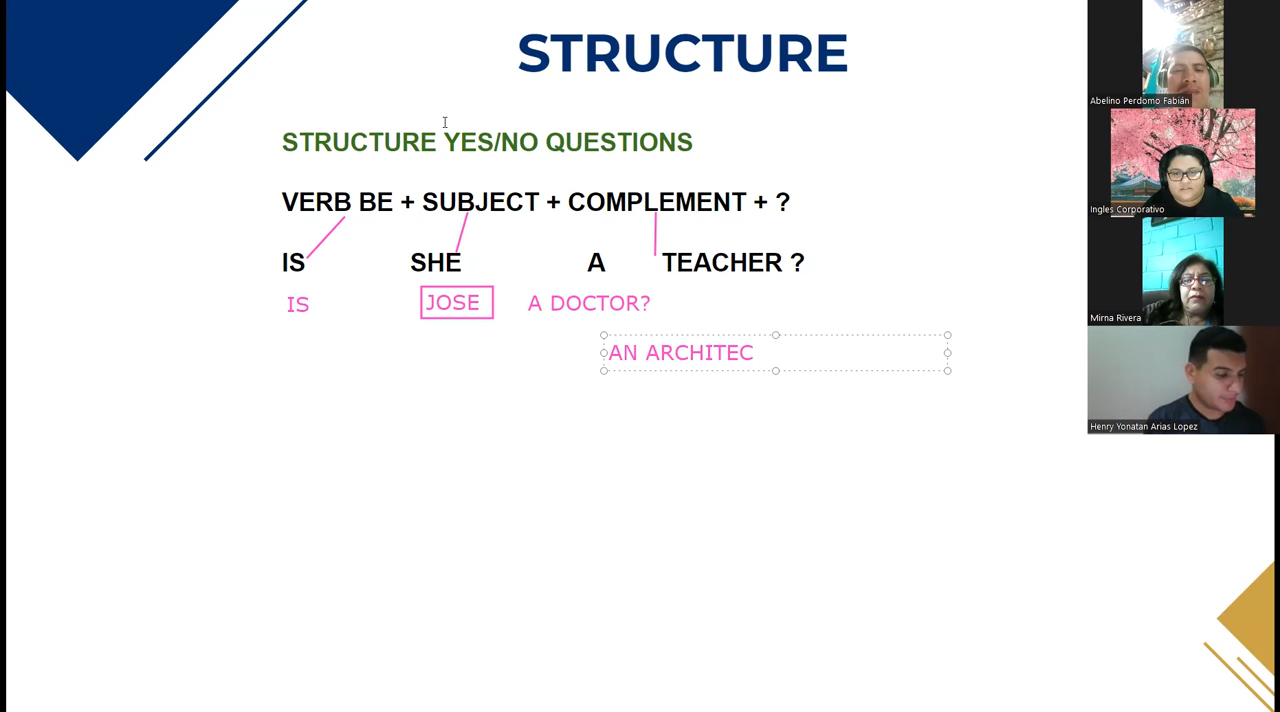 STRUCTURE
STRUCTURE YES/NO QUESTIONS
VERB BE + SUBJECT + COMPLEMENT + ?
IS SHE A TEACHER ?
IS JOSE A DOCTOR?
AN ARCHITEC
Abelino Perdomo Fabián
Ingles Corporativo
Mirna Rivera
Henry Yonatan Arias Lopez